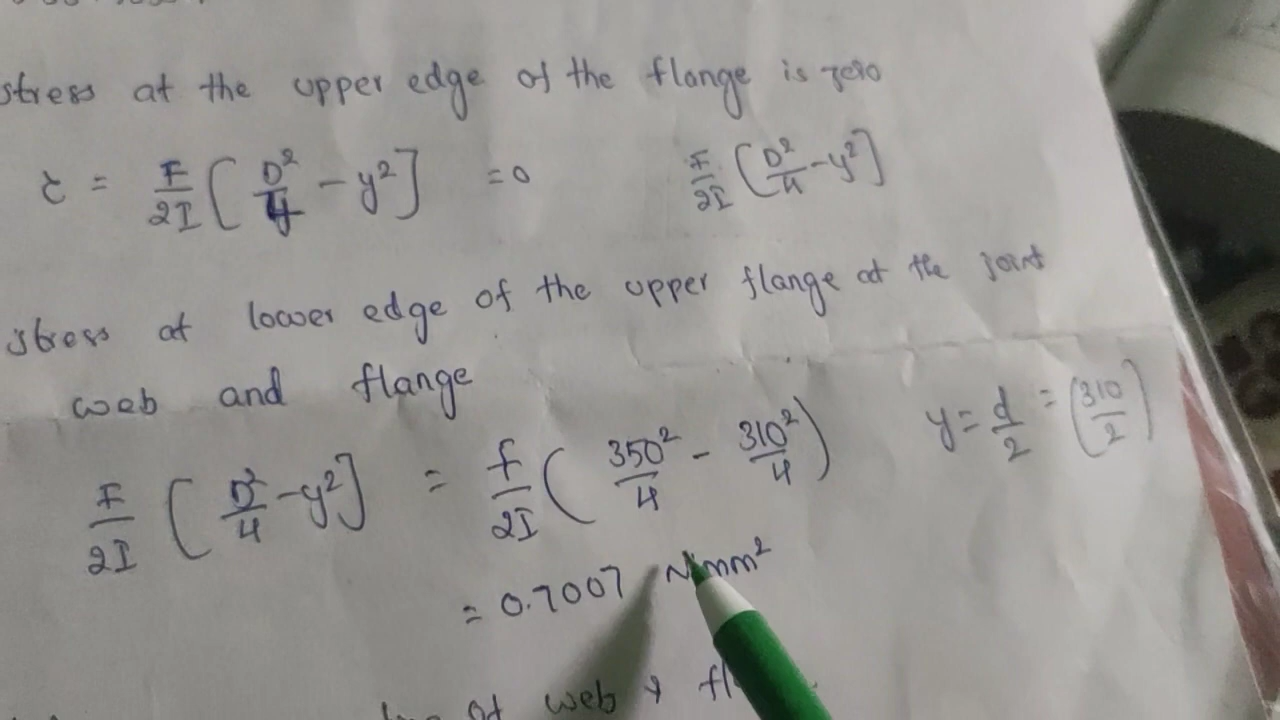 stress at the upper edge of the flange is zero
τ = F/2I [ D²/4 - y² ] = 0 F/2I [ D²/4 - y² ]
stress at lower edge of the upper flange at the joint
web and flange
F/2I [ D²/4 - y² ] = f/2I ( 350²/4 - 310²/4 ) y = d/2 = (310/2)
= 0.7007 N/mm²
of web &